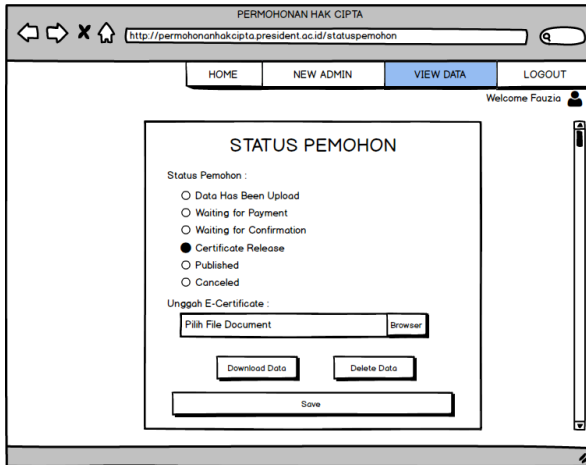 PERMOHONAN HAK CIPTA
http://permohonanhakcipta.president.ac.id/statuspemohon
HOME NEW ADMIN VIEW DATA LOGOUT
Welcome Fauzia
STATUS PEMOHON
Status Pemohon :
Data Has Been Upload
Waiting for Payment
Waiting for Confirmation
Certificate Release
Published
Canceled
Unggah E-Certificate :
Pilih File Document Browser
Download Data Delete Data
Save